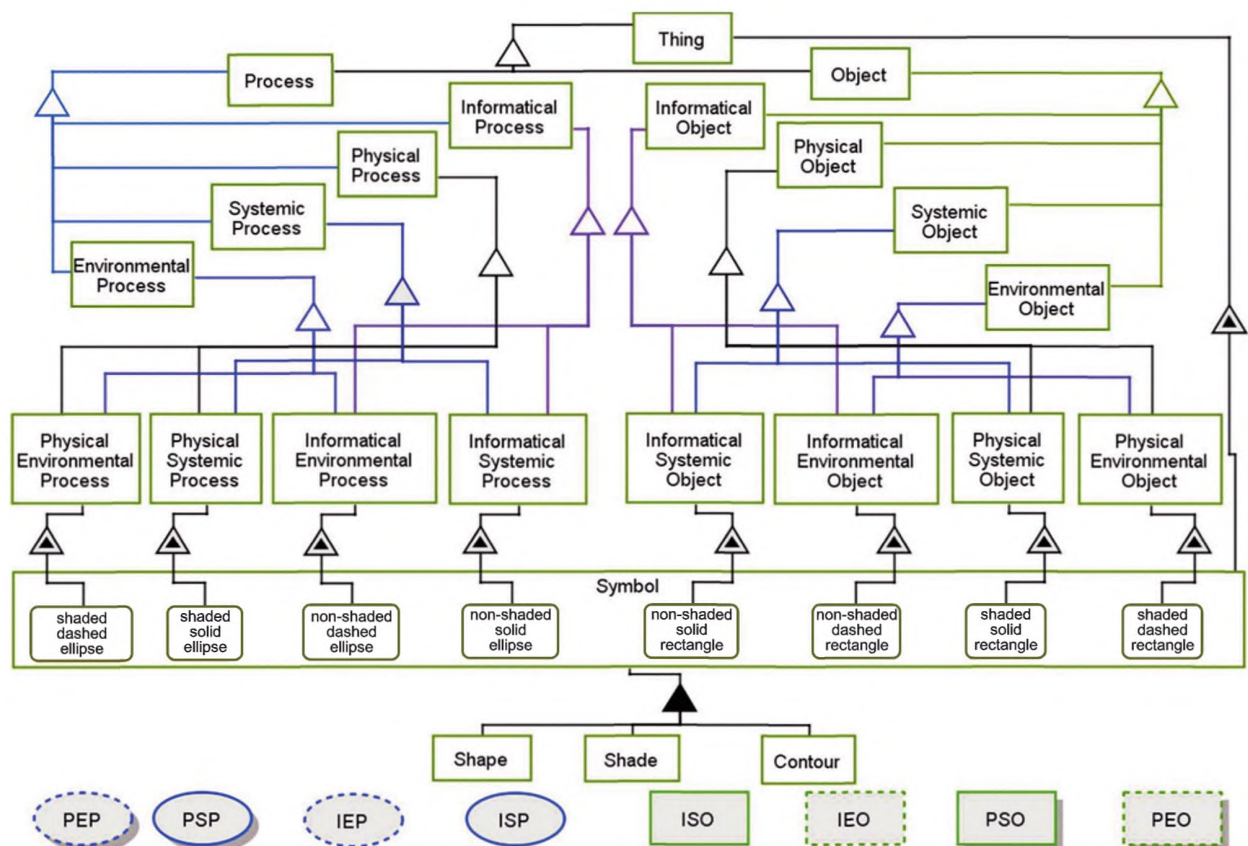 Thing
Process
Object
Informatical
Process
Informatical
Object
Physical
Process
Physical
Object
Systemic
Process
Systemic
Object
Environmental
Process
Environmental
Object
Physical
Environmental
Process
Physical
Systemic
Process
Informatical
Environmental
Process
Informatical
Systemic
Process
Informatical
Systemic
Object
Informatical
Environmental
Object
Physical
Systemic
Object
Physical
Environmental
Object
Symbol
shaded
dashed
ellipse
shaded
solid
ellipse
non-shaded
dashed
ellipse
non-shaded
solid
ellipse
non-shaded
solid
rectangle
non-shaded
dashed
rectangle
shaded
solid
rectangle
shaded
dashed
rectangle
Shape
Shade
Contour
PEP
PSP
IEP
ISP
ISO
IEO
PSO
PEO